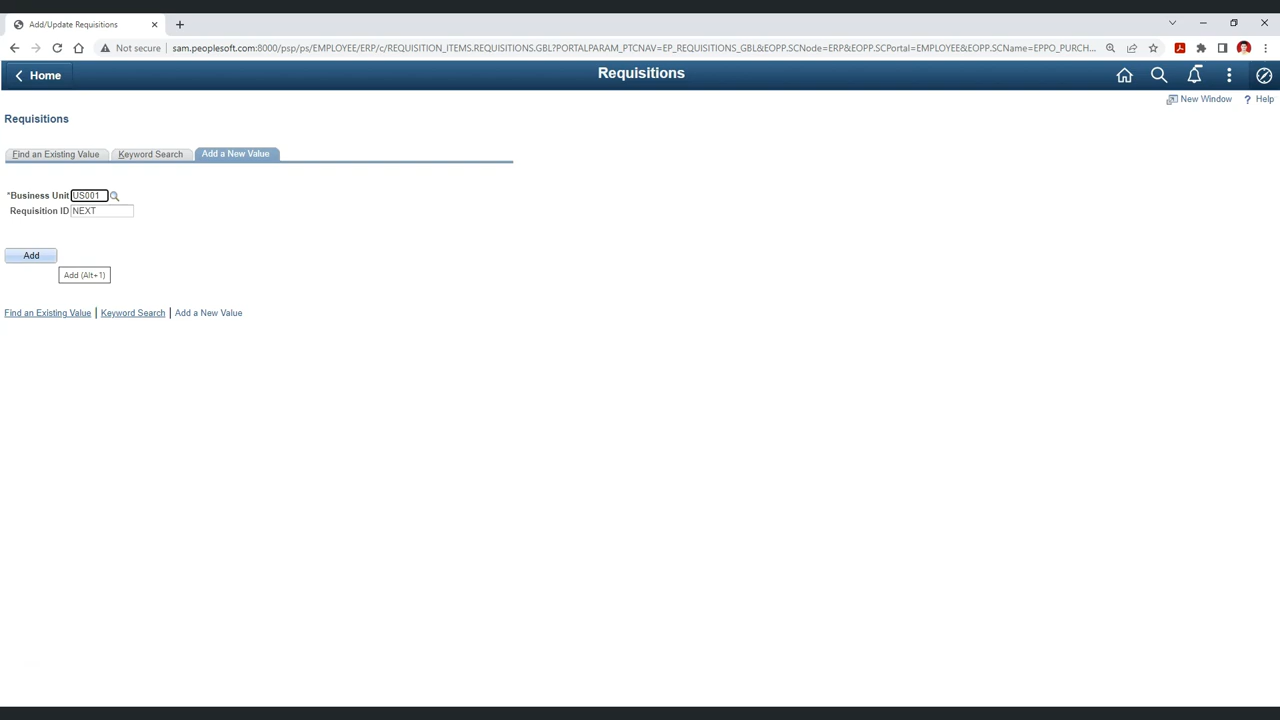 Add/Update Requisitions
Not secure sam.peoplesoft.com:8000/psp/ps/EMPLOYEE/ERP/c/REQUISITION_ITEMS.REQUISITIONS.GBL?PORTALPARAM_PTCNAV=EP_REQUISITIONS_GBL&EOPP.SCNode=ERP&EOPP.SCPortal=EMPLOYEE&EOPP.SCName=EPPO_PURCH...
Home Requisitions
New Window ? Help
Requisitions
Find an Existing Value Keyword Search Add a New Value
*Business Unit US001
Requisition ID NEXT
Add
Add (Alt+1)
Find an Existing Value | Keyword Search | Add a New Value